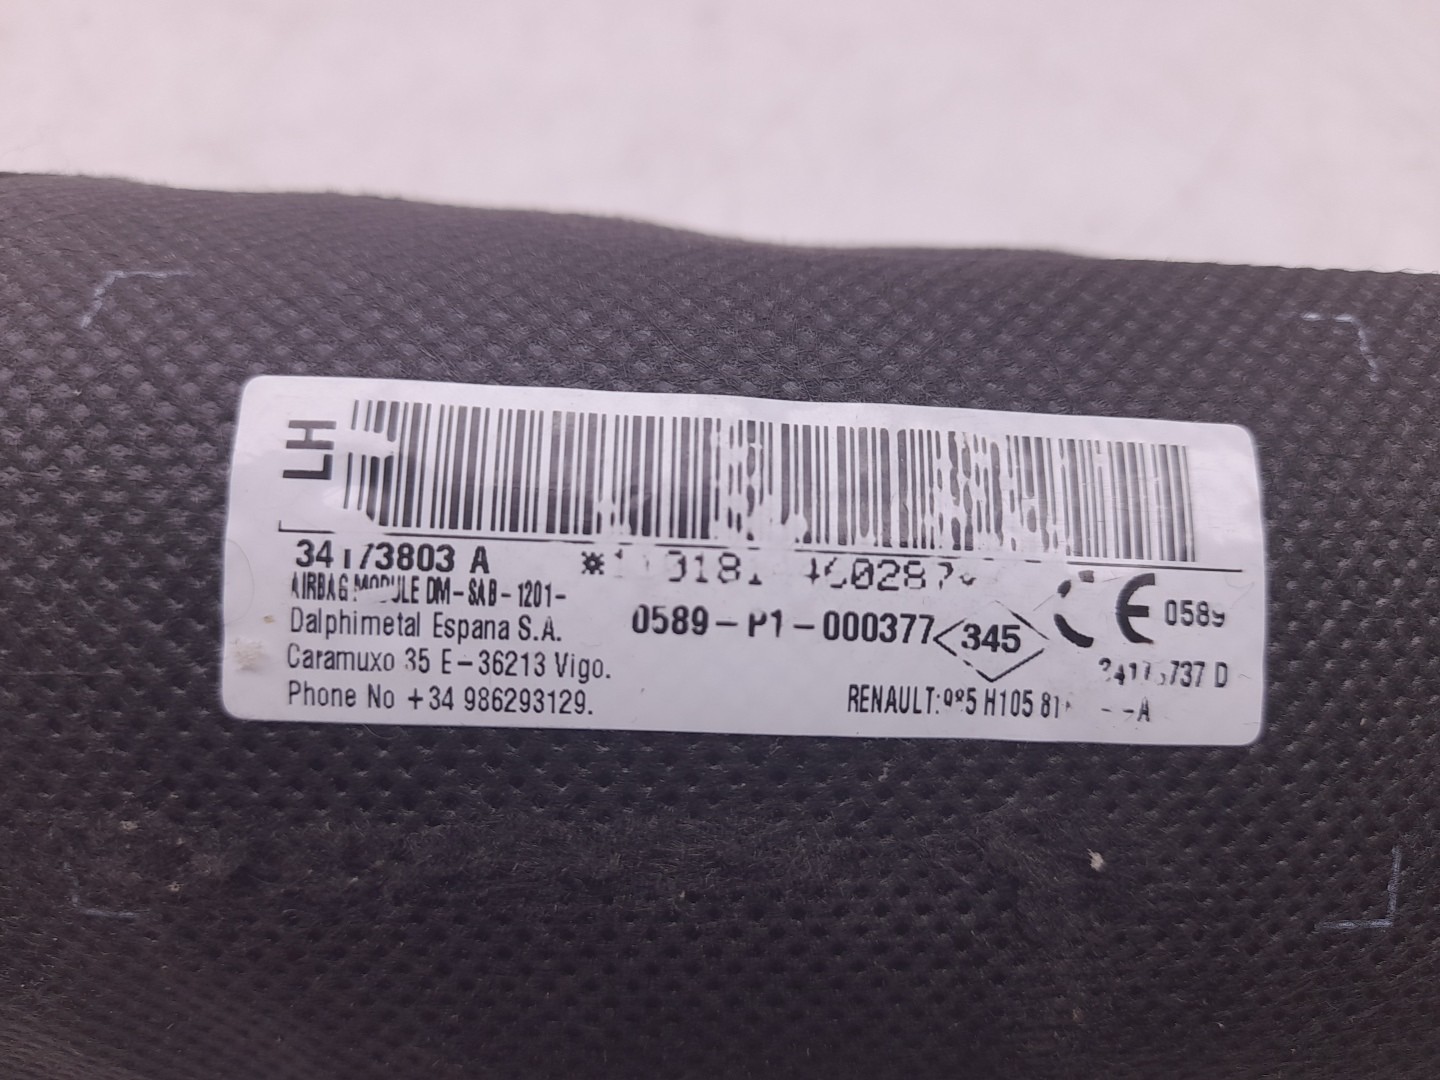 LH
34173803 A
AIRBAG MODULE DM-SAB-1201-
Dalphimetal Espana S.A.
Caramuxo 35 E-36213 Vigo.
Phone No +34 986293129.
0589-P1-000377
345
CE 0589
RENAULT: H105